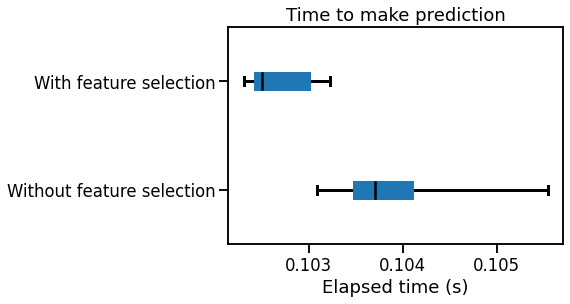 Time to make prediction
With feature selection
Without feature selection
0.103 0.104 0.105
Elapsed time (s)